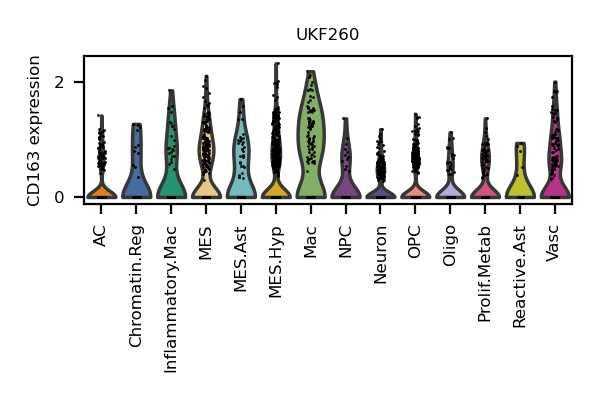 UKF260
CD163 expression
2
0
AC
Chromatin.Reg
Inflammatory.Mac
MES
MES.Ast
MES.Hyp
Mac
NPC
Neuron
OPC
Oligo
Prolif.Metab
Reactive.Ast
Vasc